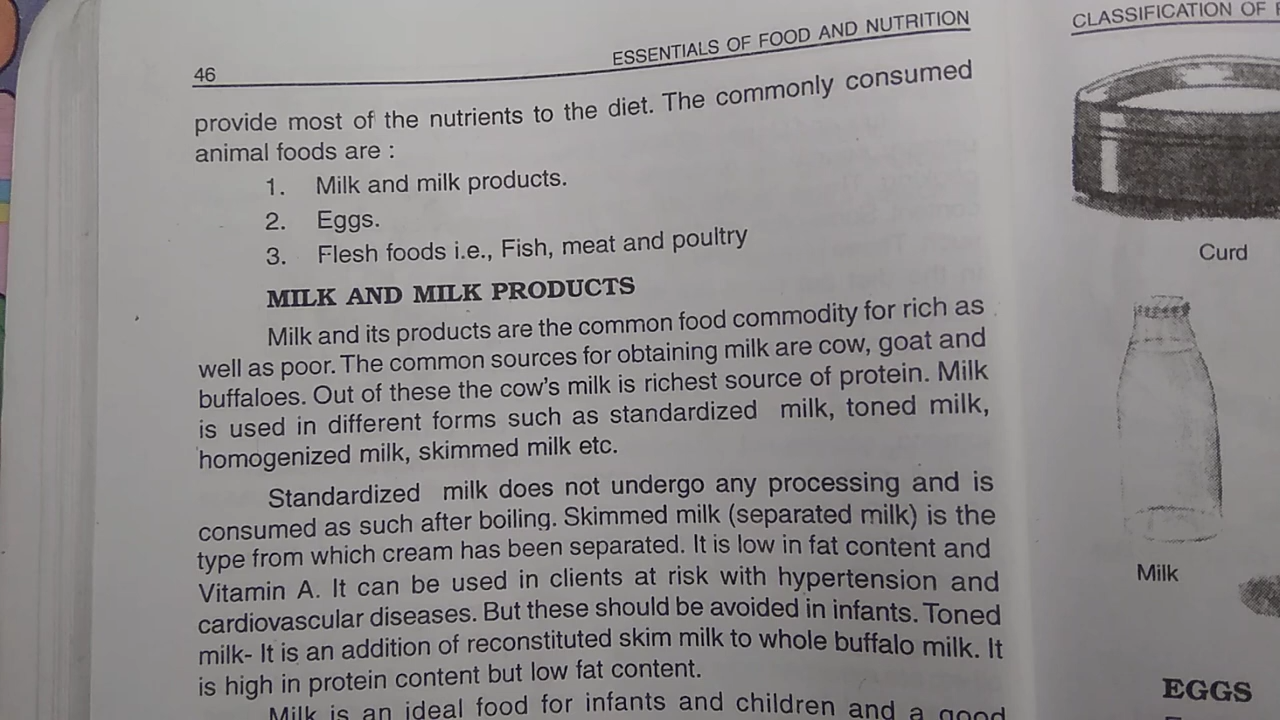 46
ESSENTIALS OF FOOD AND NUTRITION
provide most of the nutrients to the diet. The commonly consumed
animal foods are :
1. Milk and milk products.
2. Eggs.
3. Flesh foods i.e., Fish, meat and poultry
MILK AND MILK PRODUCTS
Milk and its products are the common food commodity for rich as
well as poor. The common sources for obtaining milk are cow, goat and
buffaloes. Out of these the cow's milk is richest source of protein. Milk
is used in different forms such as standardized milk, toned milk,
homogenized milk, skimmed milk etc.
Standardized milk does not undergo any processing and is
consumed as such after boiling. Skimmed milk (separated milk) is the
type from which cream has been separated. It is low in fat content and
Vitamin A. It can be used in clients at risk with hypertension and
cardiovascular diseases. But these should be avoided in infants. Toned
milk- It is an addition of reconstituted skim milk to whole buffalo milk. It
is high in protein content but low fat content.
Milk is an ideal food for infants and children and a good
CLASSIFICATION OF
Curd
Milk
EGGS